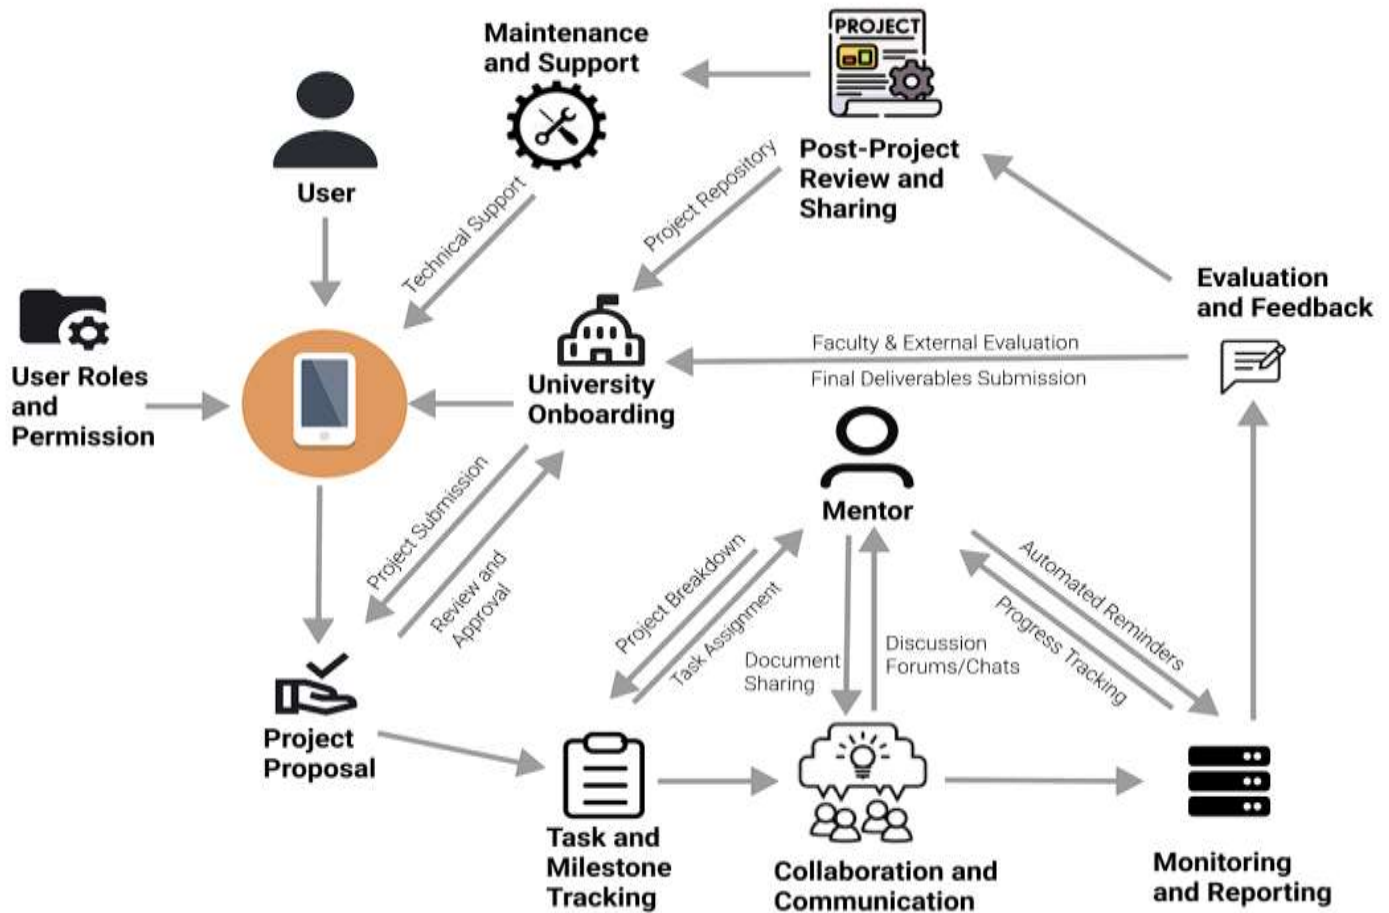 Maintenance
and Support
PROJECT
User
Post-Project
Review and
Sharing
Technical Support
Project Repository
Evaluation
and Feedback
User Roles
and
Permission
University
Onboarding
Faculty & External Evaluation
Final Deliverables Submission
Mentor
Project Submission
Review and
Approval
Project Breakdown
Task Assignment
Document
Sharing
Discussion
Forums/Chats
Automated Reminders
Progress Tracking
Project
Proposal
Task and
Milestone
Tracking
Collaboration and
Communication
Monitoring
and Reporting